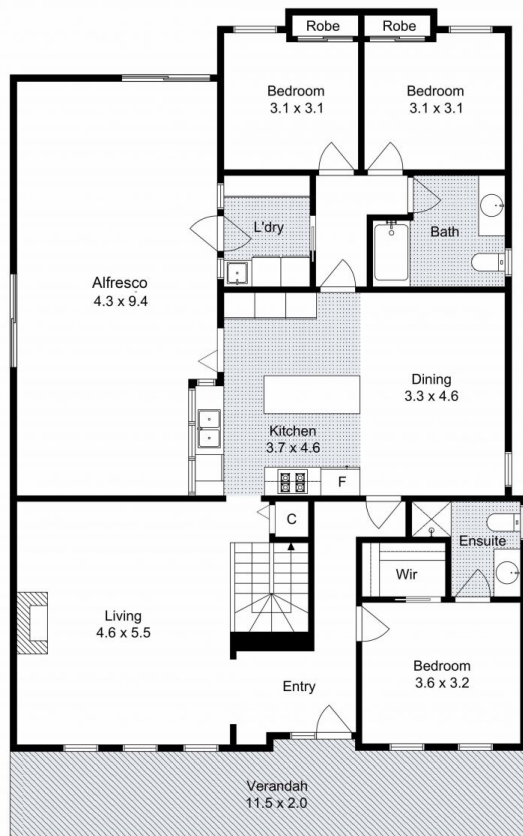 Robe
Robe
Bedroom
3.1 x 3.1
Bedroom
3.1 x 3.1
L'dry
Bath
Alfresco
4.3 x 9.4
Dining
3.3 x 4.6
Kitchen
3.7 x 4.6
F
C
Ensuite
Wir
Living
4.6 x 5.5
Bedroom
3.6 x 3.2
Entry
Verandah
11.5 x 2.0